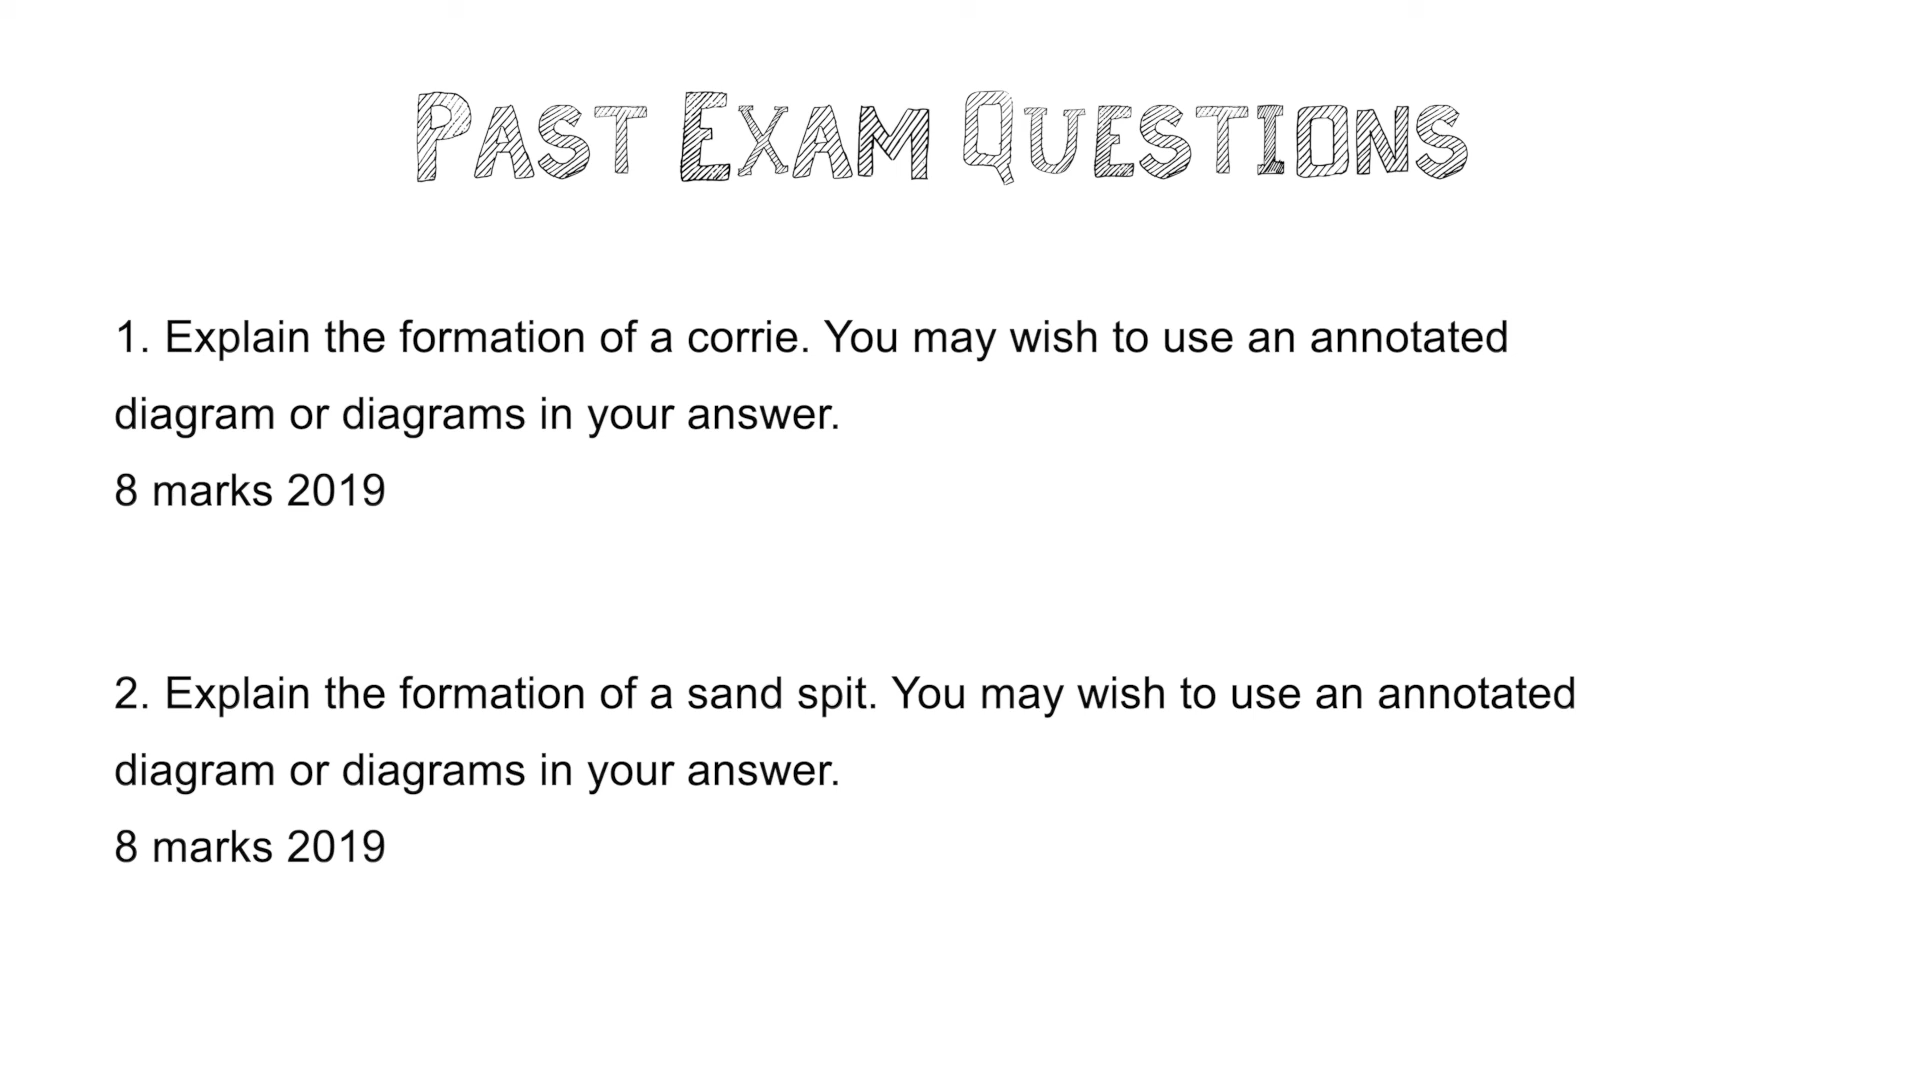 Past Exam Questions
1. Explain the formation of a corrie. You may wish to use an annotated
diagram or diagrams in your answer.
8 marks 2019
2. Explain the formation of a sand spit. You may wish to use an annotated
diagram or diagrams in your answer.
8 marks 2019